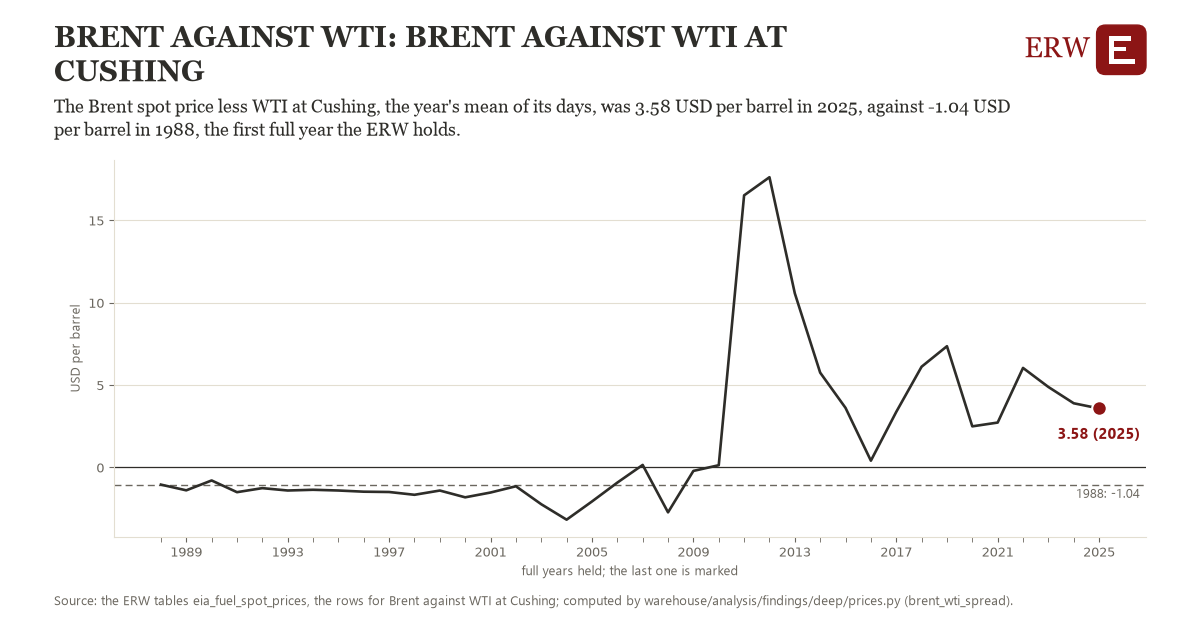 BRENT AGAINST WTI: BRENT AGAINST WTI AT
CUSHING
ERW E
The Brent spot price less WTI at Cushing, the year's mean of its days, was 3.58 USD per barrel in 2025, against -1.04 USD
per barrel in 1988, the first full year the ERW holds.
USD per barrel
15
10
5
0
3.58 (2025)
1988: -1.04
1989 1993 1997 2001 2005 2009 2013 2017 2021 2025
full years held; the last one is marked
Source: the ERW tables eia_fuel_spot_prices, the rows for Brent against WTI at Cushing; computed by warehouse/analysis/findings/deep/prices.py (brent_wti_spread).